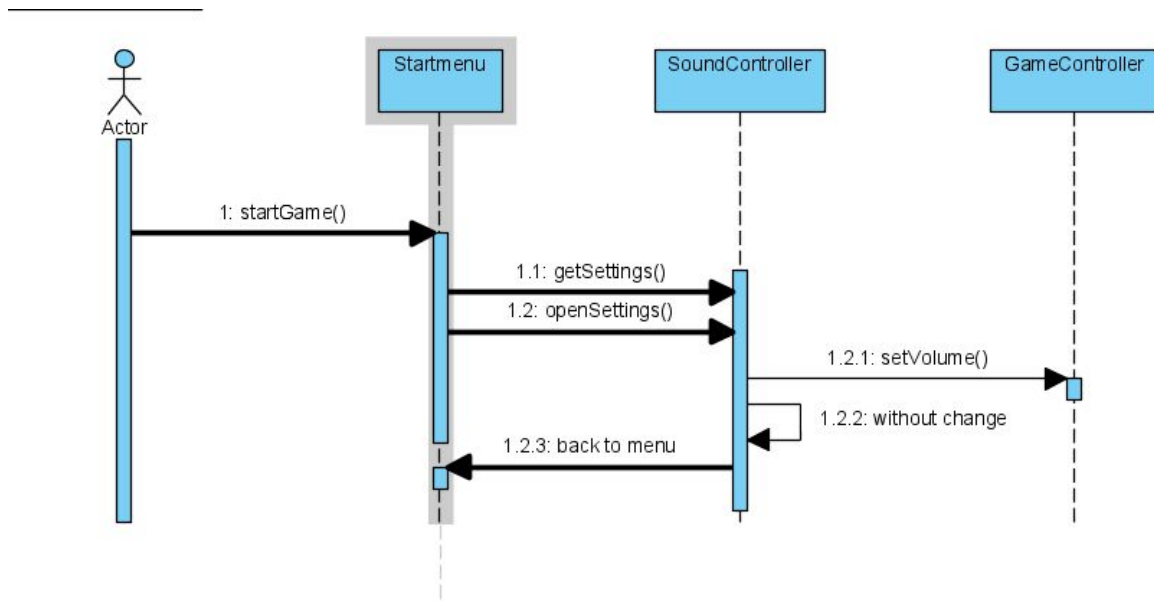 Startmenu
SoundController
GameController
Actor
1: startGame()
1.1: getSettings()
1.2: openSettings()
1.2.1: setVolume()
1.2.2: without change
1.2.3: back to menu